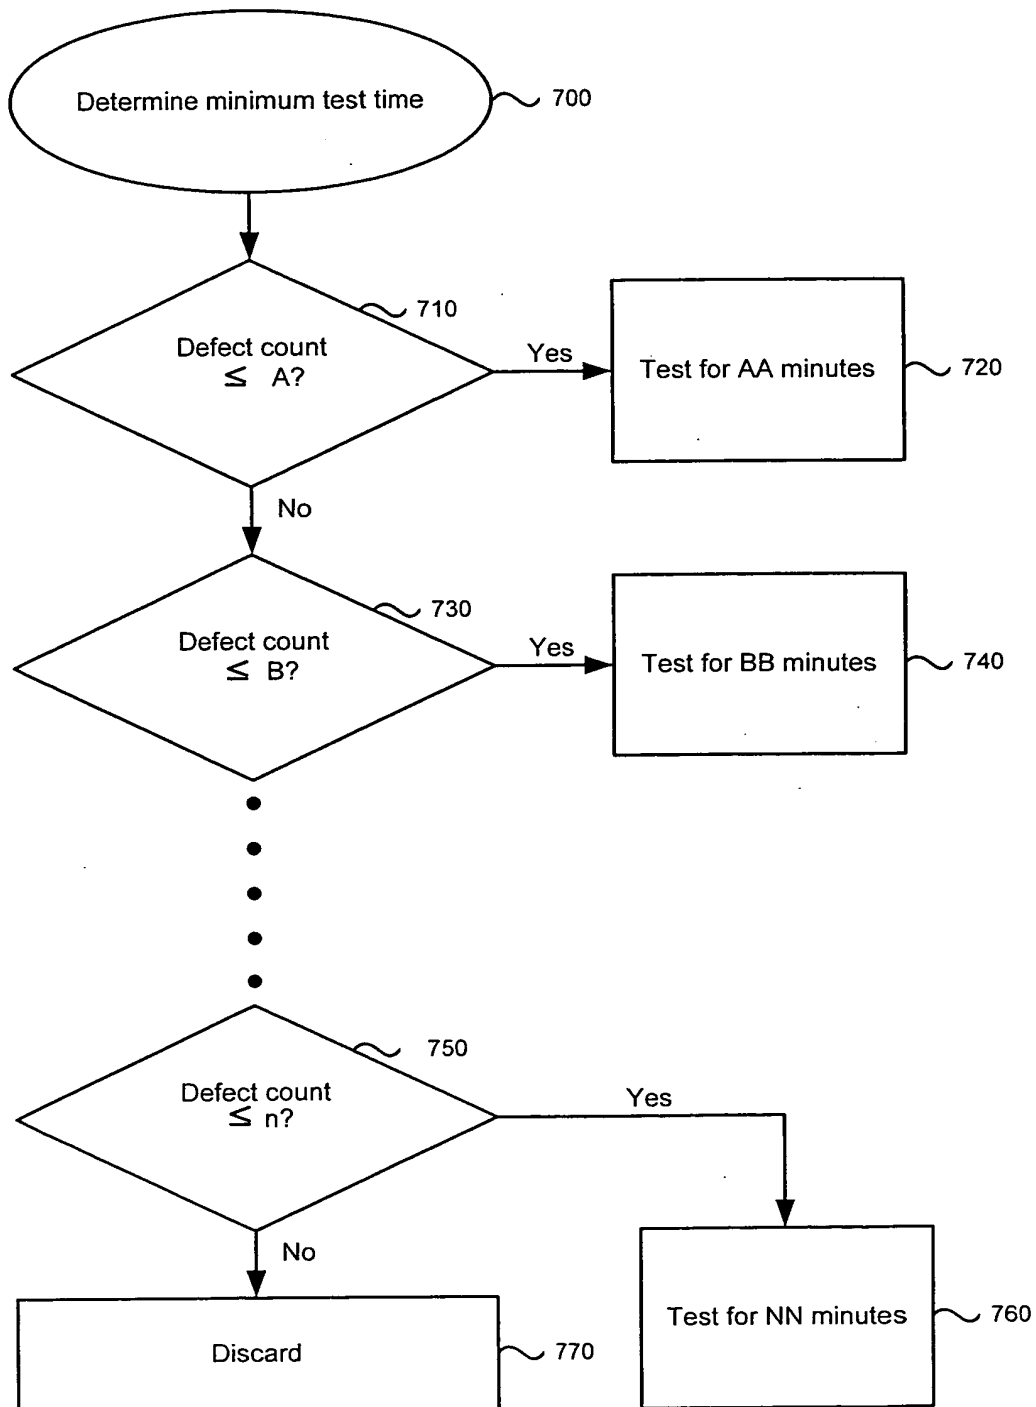 Determine minimum test time
700
710
Defect count
≤ A?
Yes
Test for AA minutes
720
No
730
Defect count
≤ B?
Yes
Test for BB minutes
740
750
Defect count
≤ n?
Yes
No
Test for NN minutes
760
Discard
770